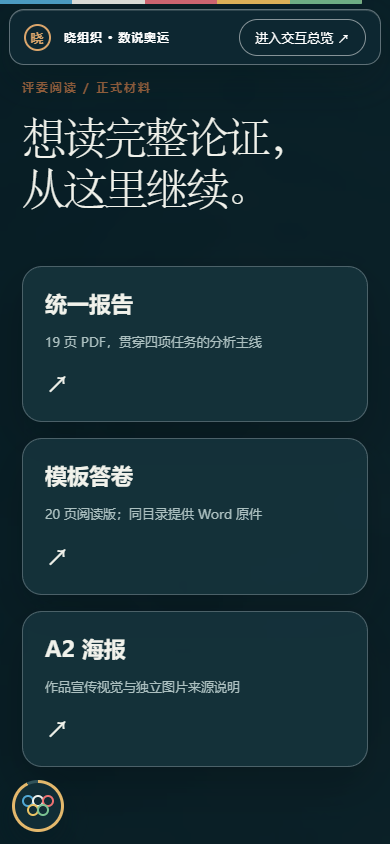 晓
晓组织·数说奥运
进入交互总览 ↗
评委阅读 / 正式材料
想读完整论证，
从这里继续。
统一报告
19 页 PDF，贯穿四项任务的分析主线
↗
模板答卷
20 页阅读版；同目录提供 Word 原件
↗
A2 海报
作品宣传视觉与独立图片来源说明
↗